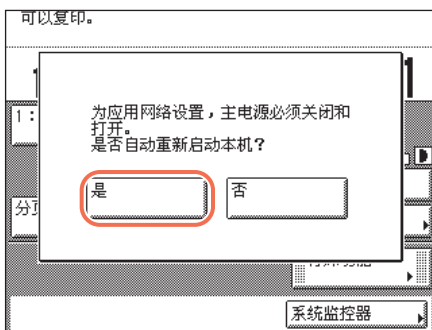 可以复印。
1：
为应用网络设置，主电源必须关闭和
打开。
是否自动重新启动本机？
是
否
分页
系统监控器